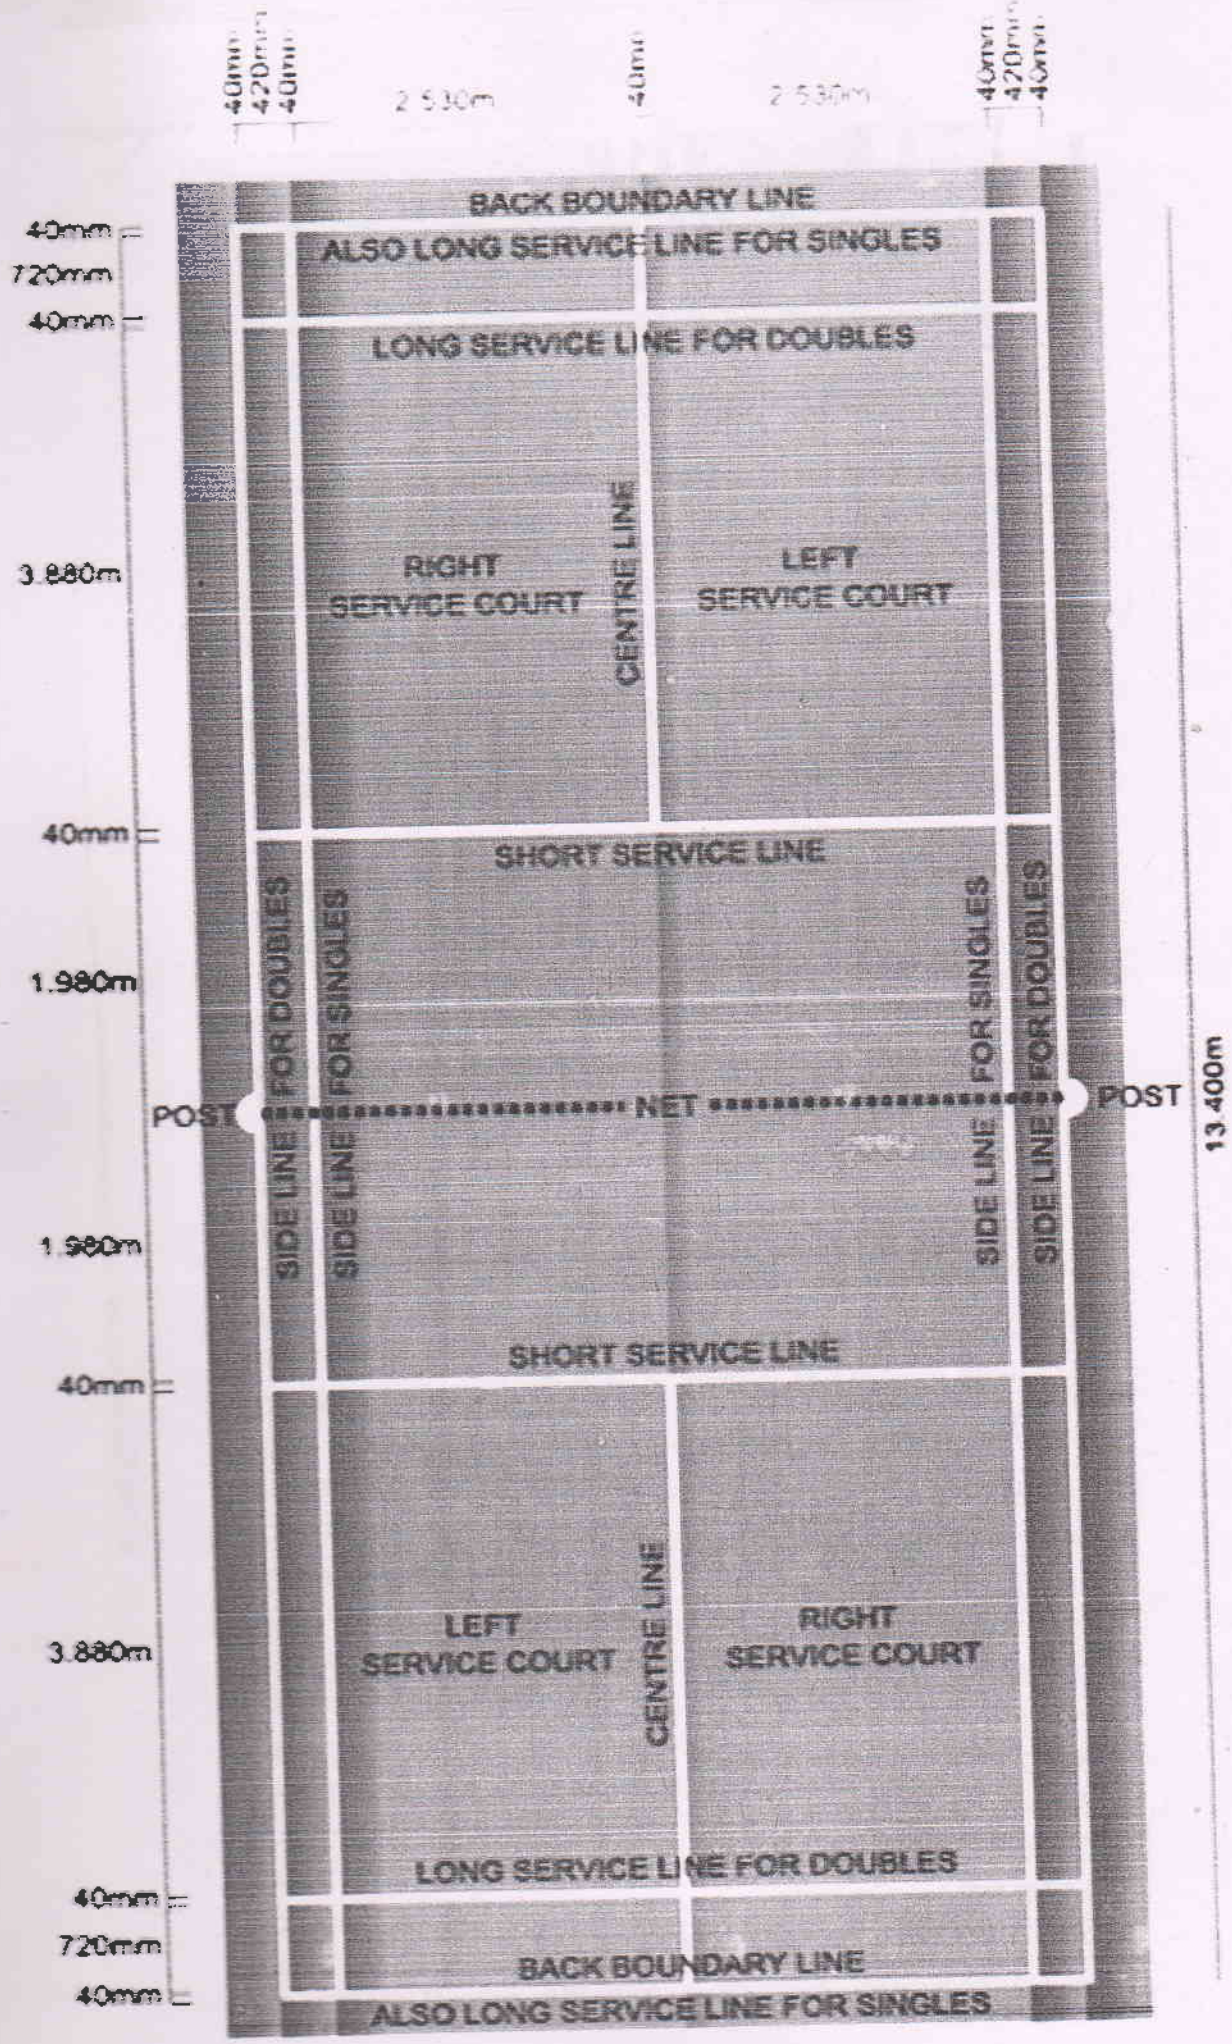 40mm
420mm
40mm
2.530m
40mm
2.530m
40mm
420mm
40mm
BACK BOUNDARY LINE
40mm
ALSO LONG SERVICE LINE FOR SINGLES
720mm
40mm
LONG SERVICE LINE FOR DOUBLES
CENTRE LINE
3.880m
RIGHT
SERVICE COURT
LEFT
SERVICE COURT
40mm
SHORT SERVICE LINE
SIDE LINE FOR DOUBLES
SIDE LINE FOR SINGLES
SIDE LINE FOR SINGLES
SIDE LINE FOR DOUBLES
1.980m
13.400m
POST
NET
POST
1.980m
SHORT SERVICE LINE
40mm
CENTRE LINE
LEFT
SERVICE COURT
RIGHT
SERVICE COURT
3.880m
LONG SERVICE LINE FOR DOUBLES
40mm
720mm
BACK BOUNDARY LINE
40mm
ALSO LONG SERVICE LINE FOR SINGLES